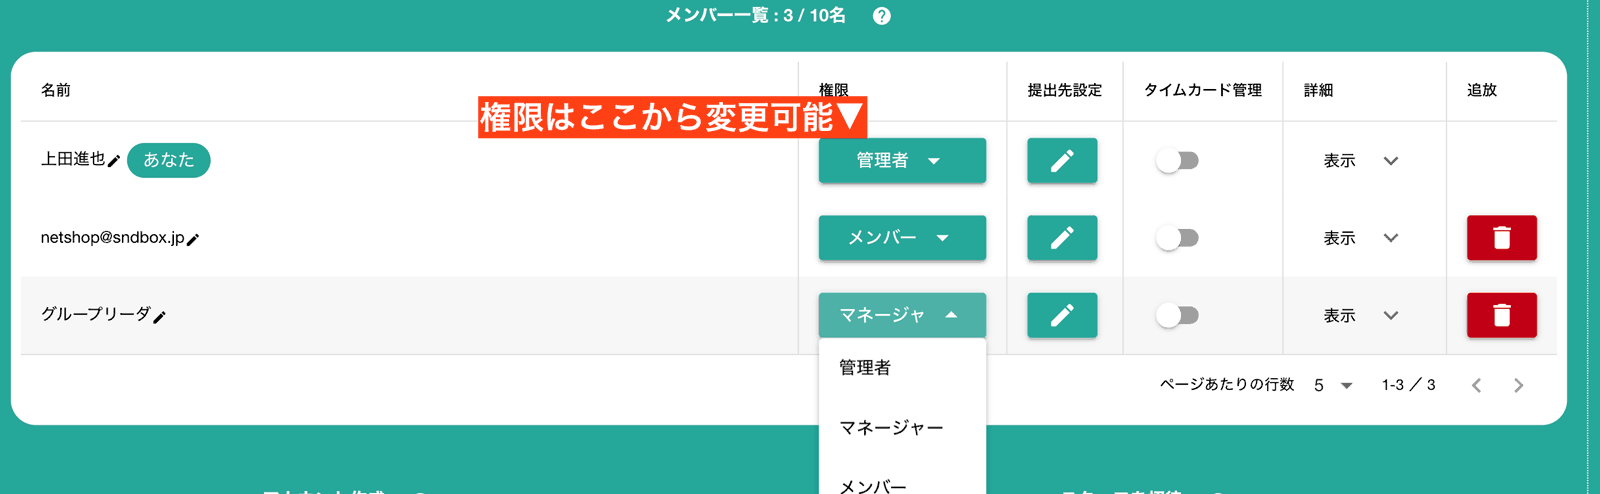 メンバー一覧 : 3 / 10名
名前
権限
提出先設定
タイムカード管理
詳細
追放
権限はここから変更可能▼
上田進也
あなた
管理者
表示
netshop@sndbox.jp
メンバー
表示
グループリーダ
マネージャ
表示
管理者
マネージャー
メンバー
ページあたりの行数
5
1-3 / 3